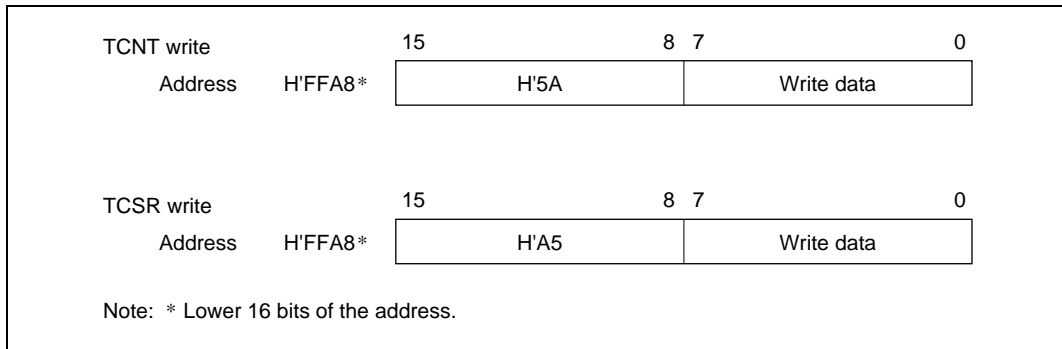 TCNT write 15 8 7 0
Address H'FFA8* H'5A Write data
TCSR write 15 8 7 0
Address H'FFA8* H'A5 Write data
Note: * Lower 16 bits of the address.